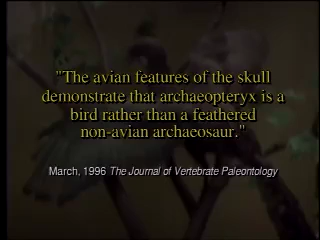 "The avian features of the skull
demonstrate that archaeopteryx is a
bird rather than a feathered
non-avian archaeosaur."
March, 1996 The Journal of Vertebrate Paleontology